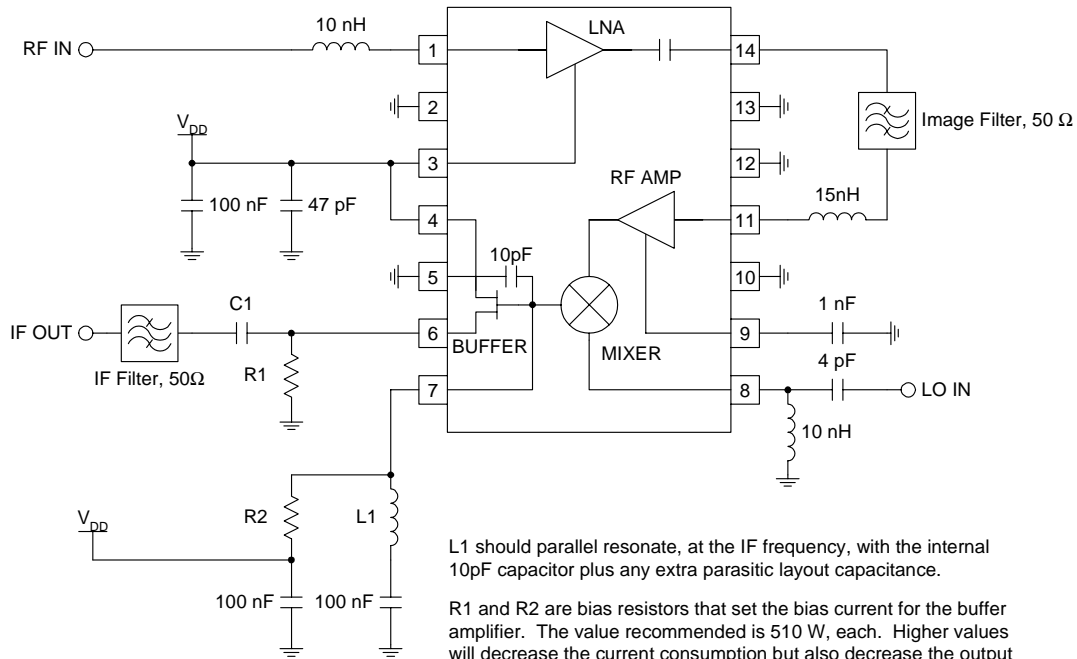 10 nH
LNA
RF IN
1
14
2
13
Image Filter, 50 Ω
V_DD
3
12
RF AMP
15nH
100 nF
47 pF
4
11
10pF
5
10
C1
1 nF
IF OUT
6
9
BUFFER
MIXER
IF Filter, 50Ω
R1
4 pF
7
8
LO IN
10 nH
V_DD
R2
L1
100 nF
100 nF
L1 should parallel resonate, at the IF frequency, with the internal
10pF capacitor plus any extra parasitic layout capacitance.
R1 and R2 are bias resistors that set the bias current for the buffer
amplifier. The value recommended is 510 W, each. Higher values
will decrease the current consumption but also decrease the output